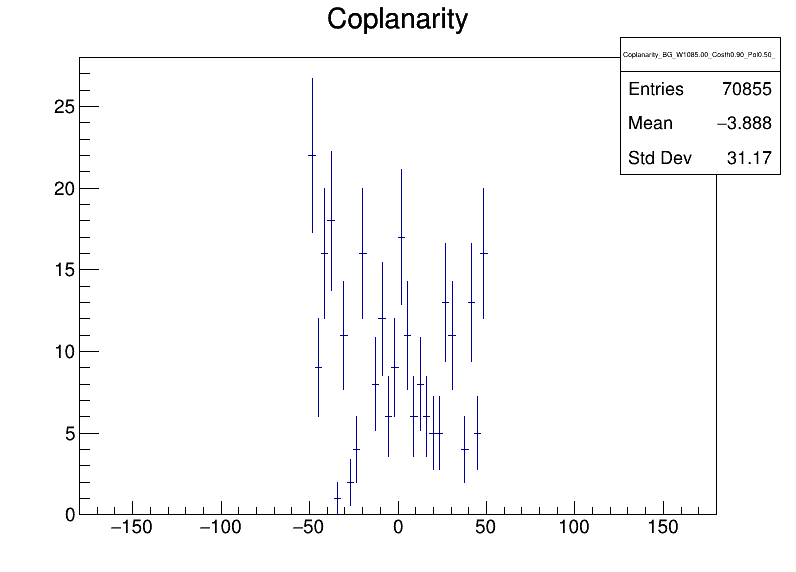 Coplanarity
Coplanarity_BG_W1085.00_Costh0.90_Pol0.50_
Entries 70855
Mean −3.888
Std Dev 31.17
25
20
15
10
5
0
−150 −100 −50 0 50 100 150